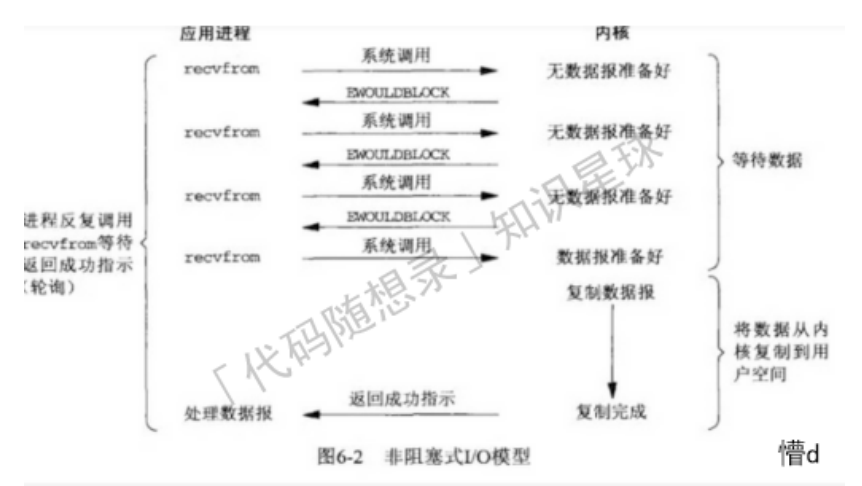 应用进程 内核
recvfrom 系统调用 无数据报准备好
EWOULDBLOCK
recvfrom 系统调用 无数据报准备好
EWOULDBLOCK
等待数据
recvfrom 系统调用 无数据报准备好
EWOULDBLOCK
进程反复调用
recvfrom等待
返回成功指示
(轮询)
recvfrom 系统调用 数据报准备好
复制数据报
将数据从内
核复制到用
户空间
处理数据报 返回成功指示 复制完成
图6-2 非阻塞式I/O模型
懵d
「代码随想录」知识星球